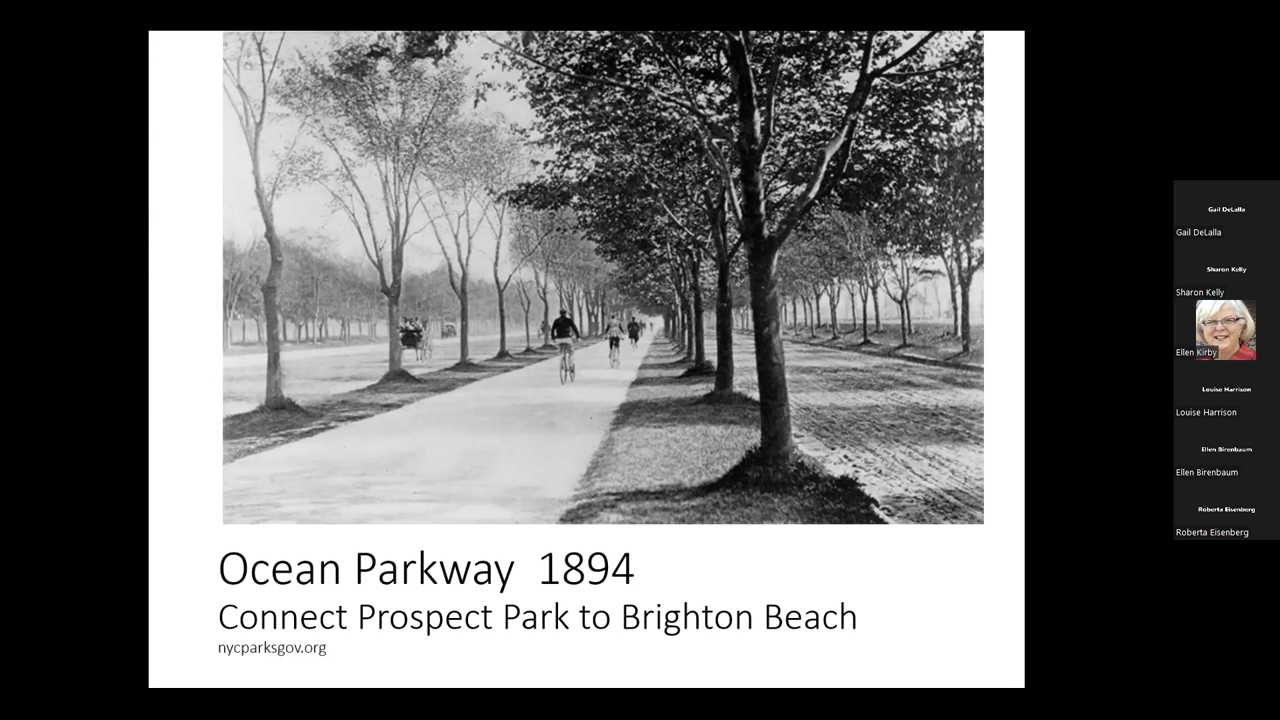 Ocean Parkway 1894
Connect Prospect Park to Brighton Beach
nycparksgov.org
Gail DeLalla
Gail DeLalla
Sharon Kelly
Sharon Kelly
Ellen Kirby
Louise Harrison
Louise Harrison
Ellen Birenbaum
Ellen Birenbaum
Roberta Eisenberg
Roberta Eisenberg